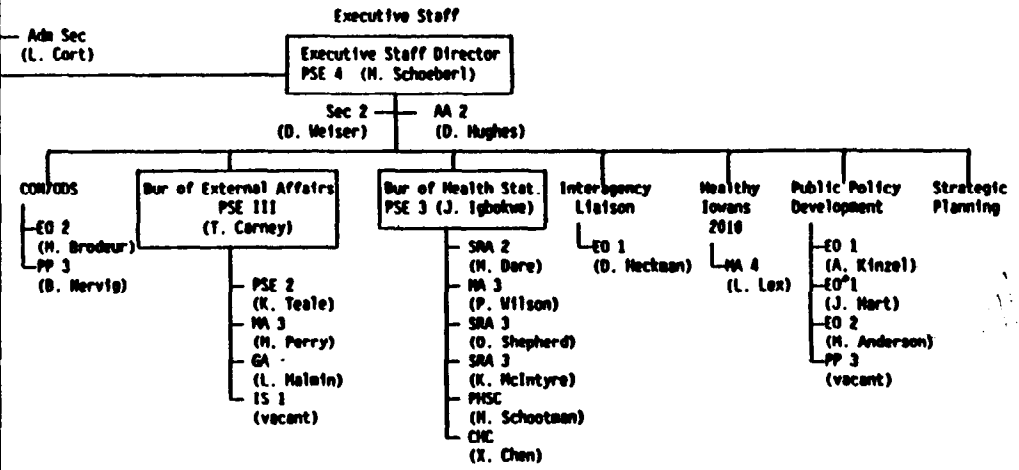 Executive Staff
Adm Sec
(L. Cort)
Executive Staff Director
PSE 4 (M. Schoeberl)
Sec 2
(D. Weiser)
AA 2
(D. Hughes)
CON/ODS
EO 2
(M. Brodeur)
PP 3
(B. Nervig)
Bur of External Affairs
PSE III
(T. Carney)
PSE 2
(K. Teale)
MA 3
(M. Perry)
GA
(L. Malmin)
IS 1
(vacant)
Bur of Health Stat.
PSE 3 (J. Igbokwe)
SRA 2
(M. Dare)
MA 3
(P. Wilson)
SRA 3
(O. Shepherd)
SRA 3
(K. McIntyre)
PHSC
(M. Schootman)
CHC
(X. Chen)
Interagency
Liaison
EO 1
(D. Heckman)
Healthy
Iowans
2010
MA 4
(L. Lex)
Public Policy
Development
EO 1
(A. Kinzel)
EO 1
(J. Hart)
EO 2
(M. Anderson)
PP 3
(vacant)
Strategic
Planning